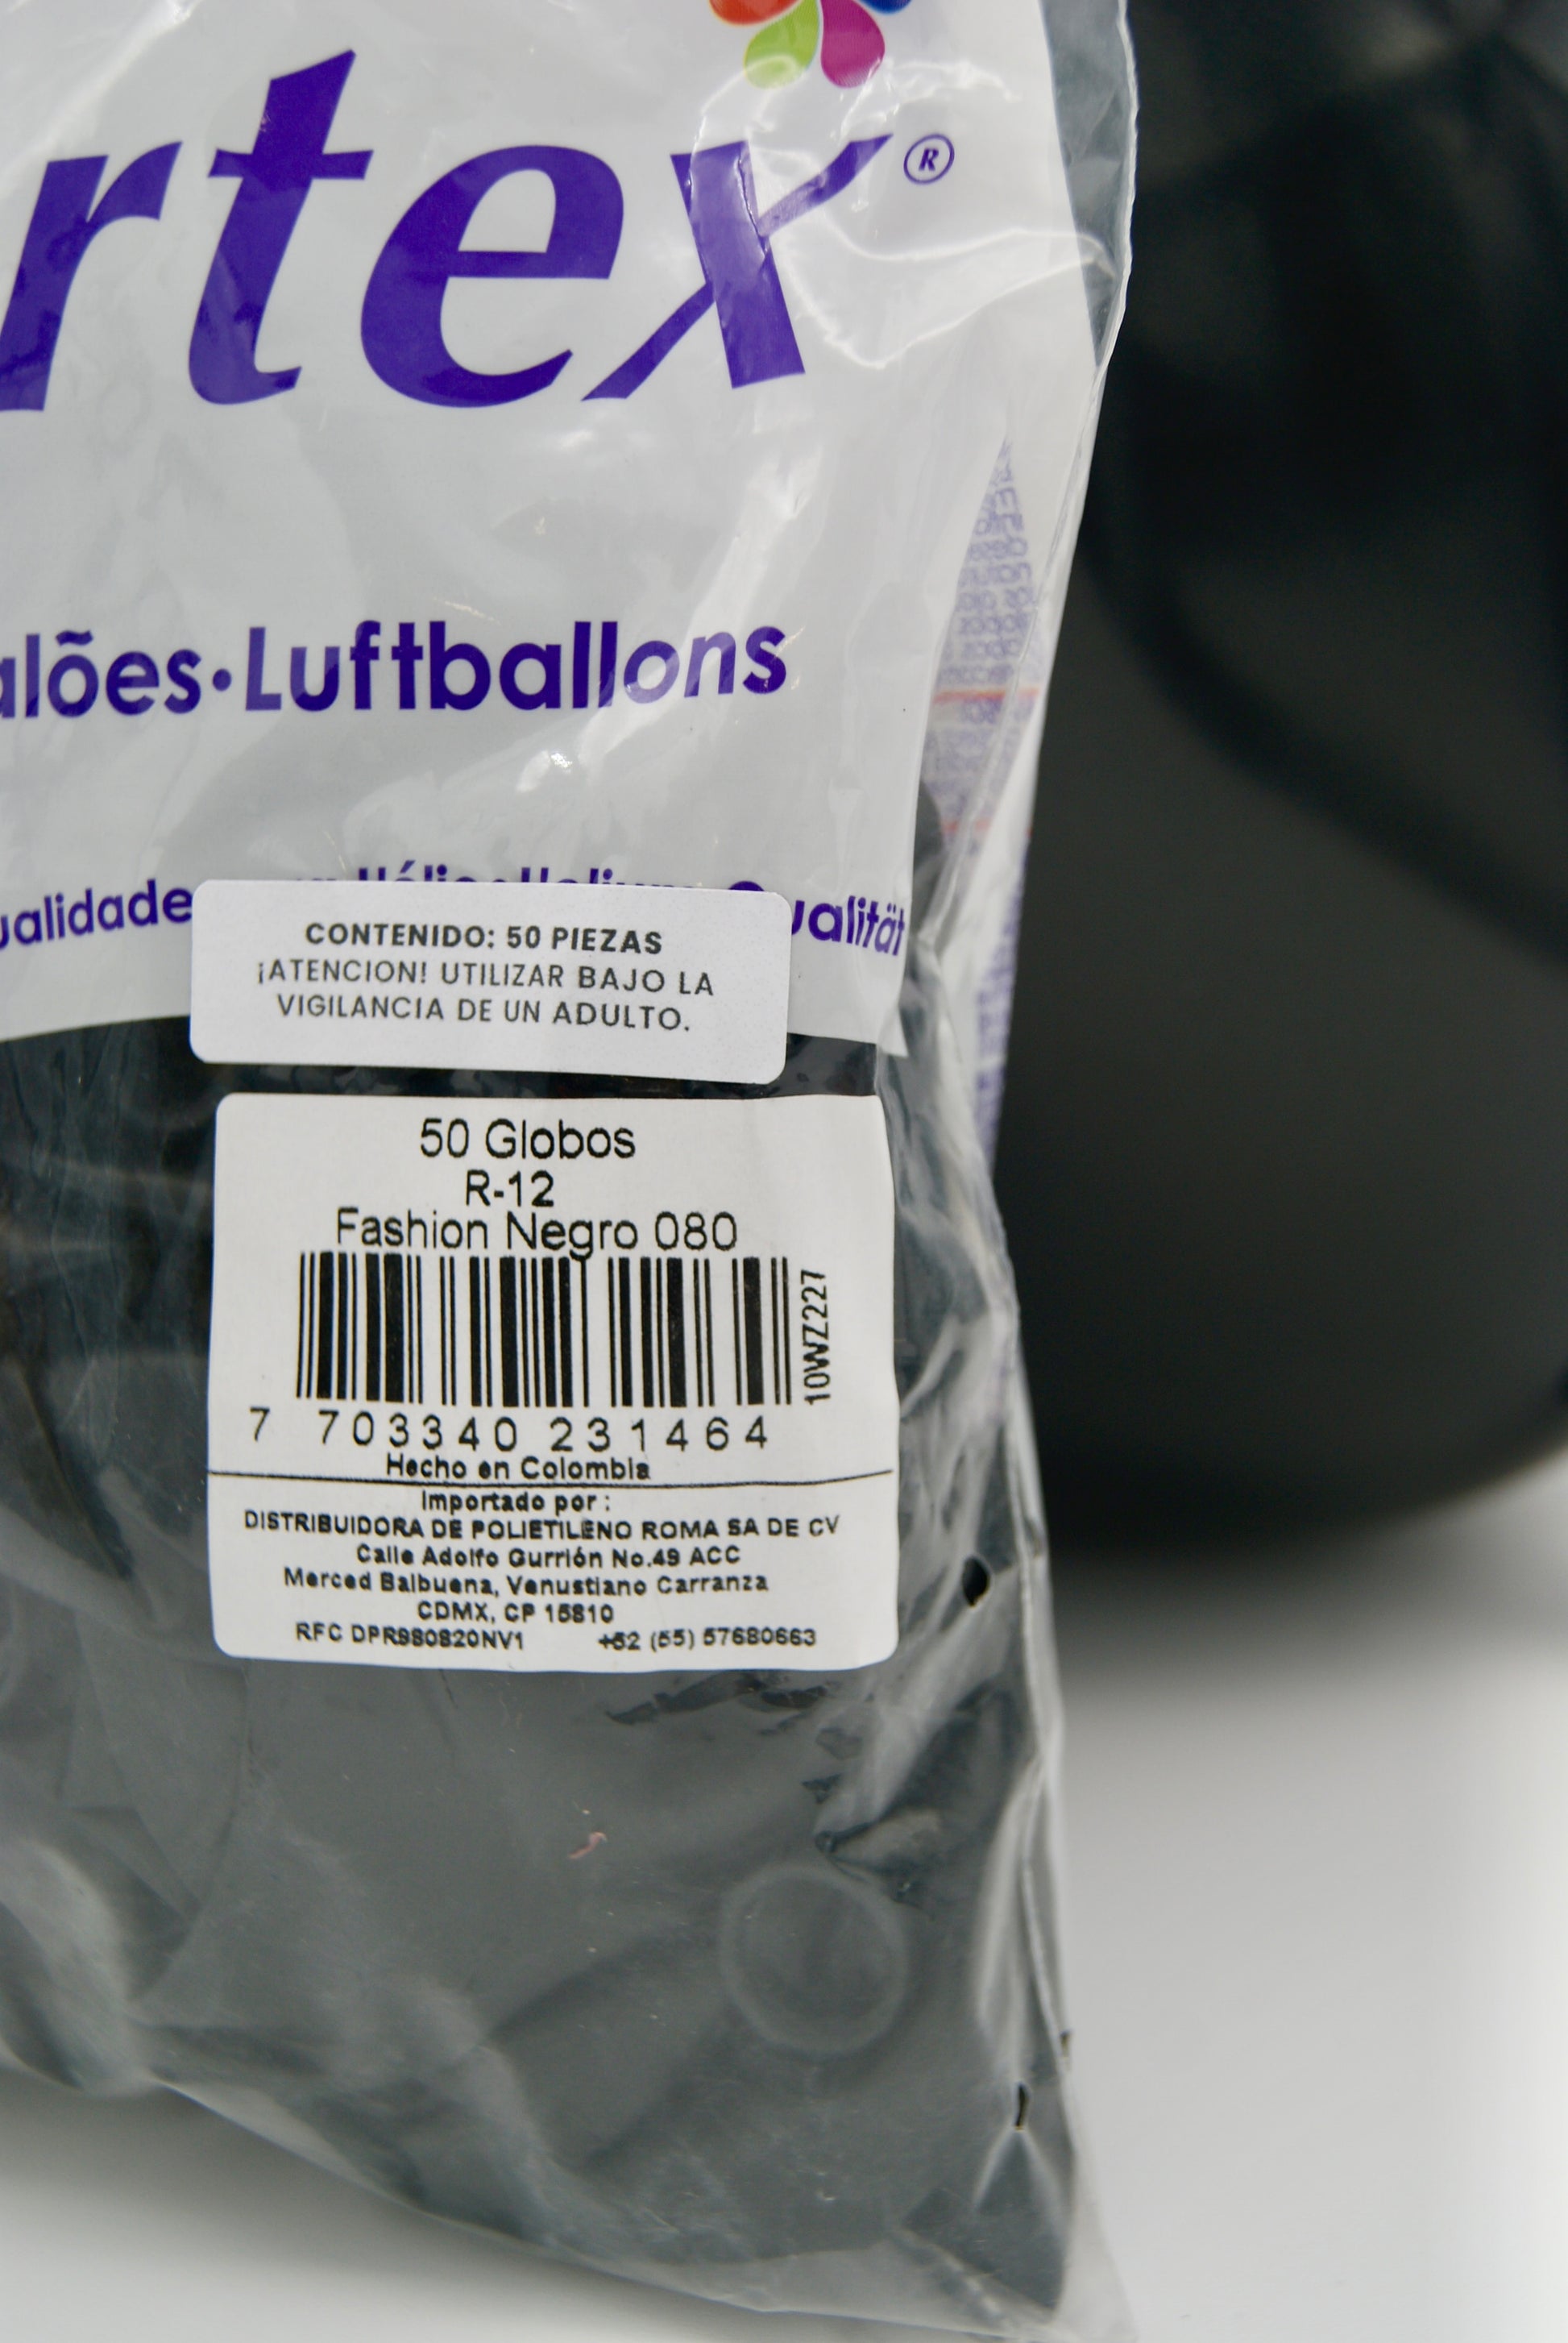 rtex®
alões•Luftballons
ualidade
ualität
CONTENIDO: 50 PIEZAS
¡ATENCION! UTILIZAR BAJO LA
VIGILANCIA DE UN ADULTO.
50 Globos
R-12
Fashion Negro 080
10WZ227
7 703340 231464
Hecho en Colombia
Importado por :
DISTRIBUIDORA DE POLIETILENO ROMA SA DE CV
Calle Adolfo Gurrión No.49 ACC
Merced Balbuena, Venustiano Carranza
CDMX, CP 15810
RFC DPR980820NV1 +52 (55) 57680663